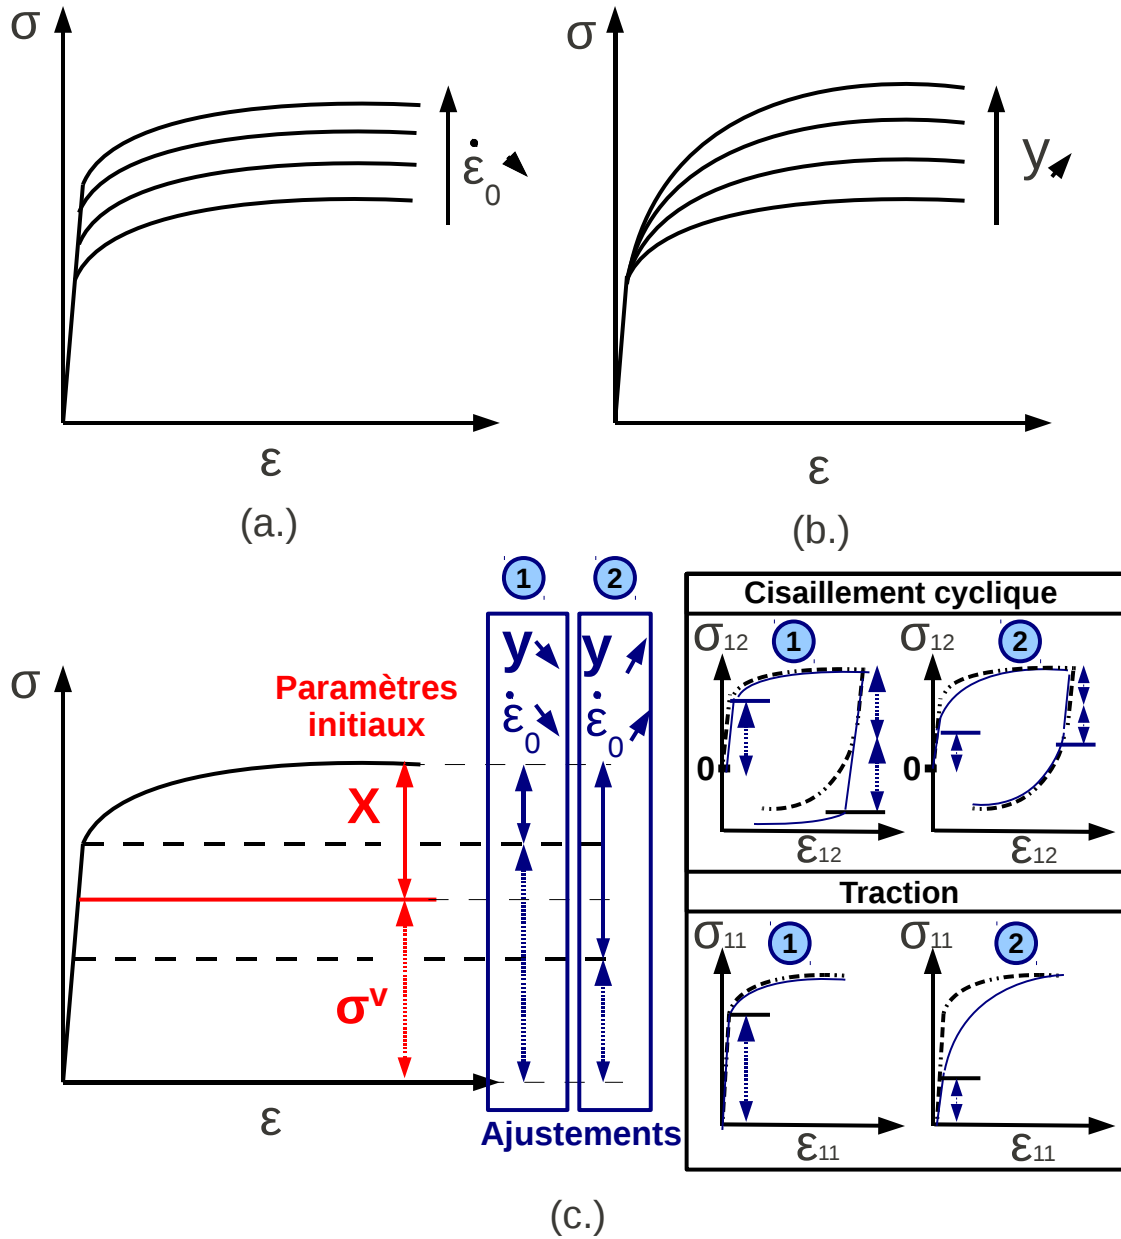 σ
ε̇₀
ε
(a.)
σ
y
ε
(b.)
σ
Paramètres
initiaux
X
σᵛ
ε
1
y
ε̇₀
2
y
ε̇₀
Ajustements
Cisaillement cyclique
σ₁₂
1
0
ε₁₂
σ₁₂
2
0
ε₁₂
Traction
σ₁₁
1
ε₁₁
σ₁₁
2
ε₁₁
(c.)